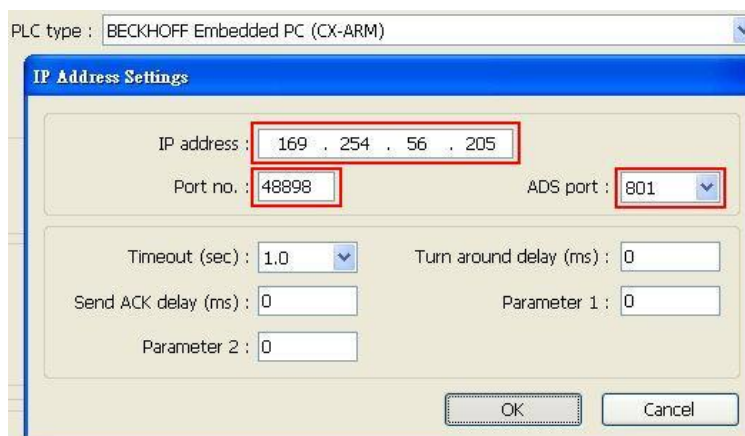 PLC type : BECKHOFF Embedded PC (CX-ARM)
IP Address Settings
IP address : 169 . 254 . 56 . 205
Port no. : 48898 ADS port : 801
Timeout (sec) : 1.0 Turn around delay (ms) : 0
Send ACK delay (ms) : 0 Parameter 1 : 0
Parameter 2 : 0
OK Cancel